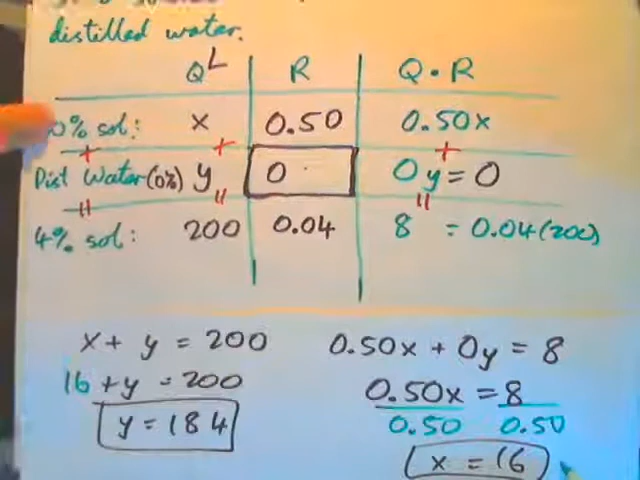 distilled water.
Q L R Q · R
0% sol: x 0.50 0.50x
+ + +
Dist Water (0%) y 0 0y = 0
= = =
4% sol: 200 0.04 8 = 0.04(200)
x + y = 200
16 + y = 200
y = 184
0.50x + 0y = 8
0.50x = 8
0.50 0.50
x = 16